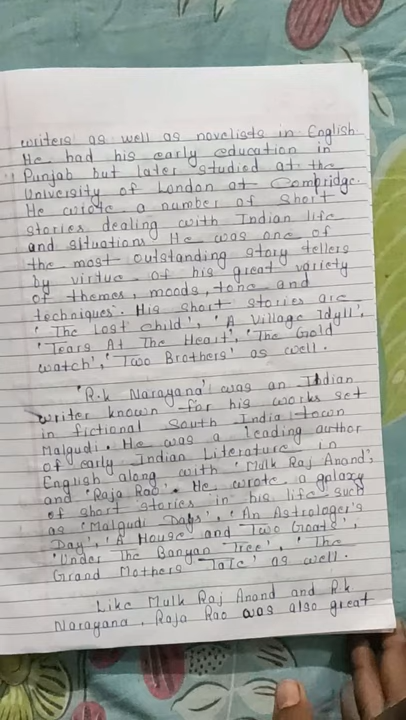 writers as well as novelists in English.
He had his early education in
Punjab but later studied at the
University of London at Combridge.
He wrote a number of short
stories dealing with Indian life
and situations He was one of
the most outstanding story tellers
by virtue of his great variety
of themes, moods, tone and
techniques. His short stories are
'The Lost child', 'A Village Idyll',
'Tears At The Heart', 'The Gold
watch', 'Two Brothers' as well.
'R.k Narayana' was an Indian
writer known for his works set
in fictional South India town
Malgudi. He was a leading author
of early Indian Literature in
English along with 'Mulk Raj Anand',
and 'Raja Rao'. He wrote a galaxy
of short stories in his life such
as 'Malgudi Days', 'An Astrologer's
Day', 'A House and Two Goats',
'Under The Banyan Tree', 'The
Grand Mothers Tale' as well.
Like Mulk Raj Anand and R.k.
Narayana, Raja Rao was also great